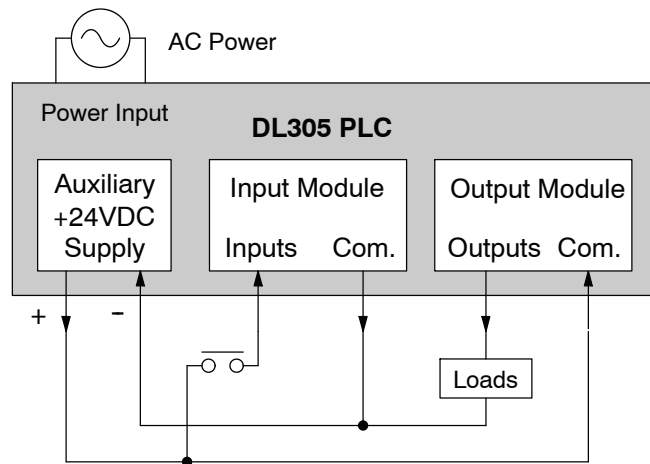 AC Power
Power Input
DL305 PLC
Auxiliary
+24VDC
Supply
Input Module
Inputs Com.
Output Module
Outputs Com.
+ –
Loads